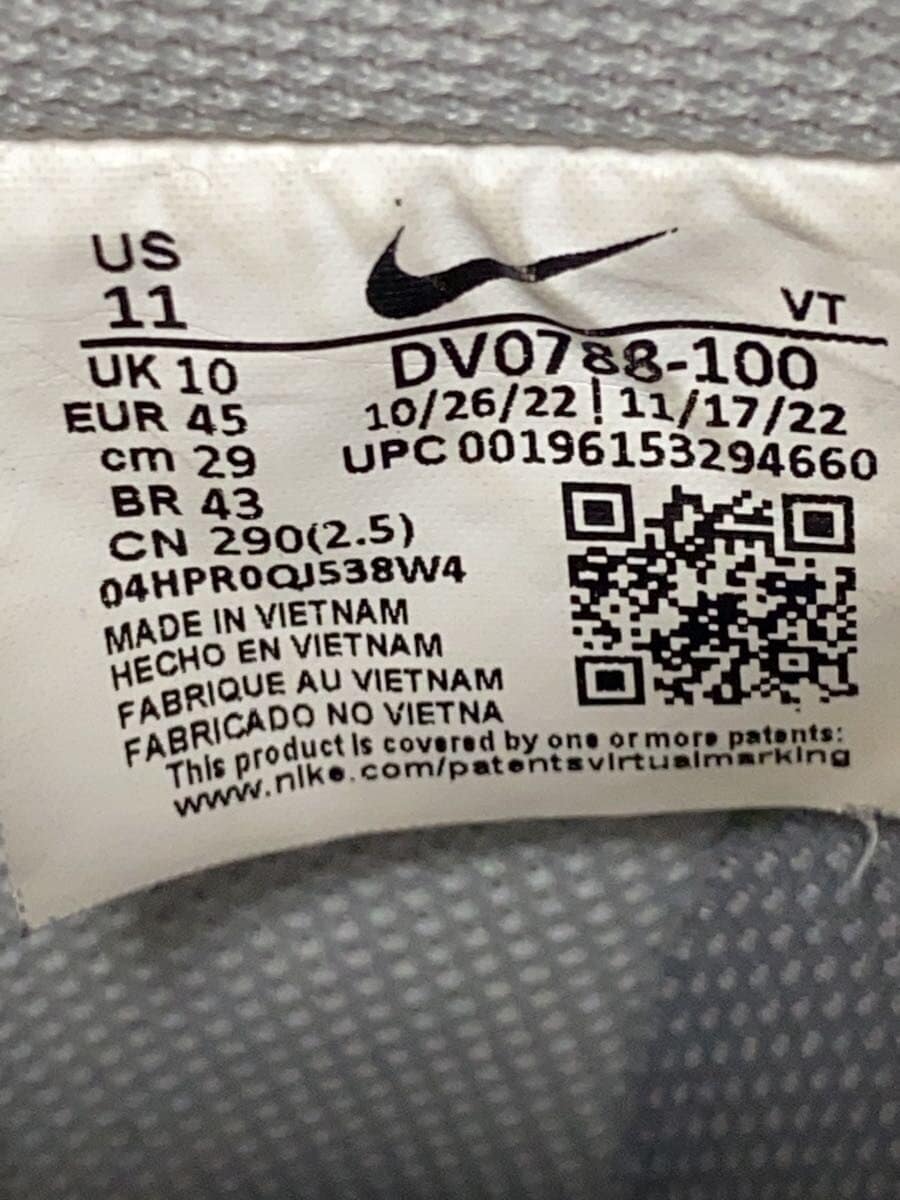 US
11
VT
UK 10
EUR 45
cm 29
BR 43
CN 290(2.5)
DV0788-100
10/26/22 | 11/17/22
UPC 00196153294660
04HPR0QJ538W4
MADE IN VIETNAM
HECHO EN VIETNAM
FABRIQUE AU VIETNAM
FABRICADO NO VIETNA
This product is covered by one or more patents:
www.nike.com/patentsvirtualmarking